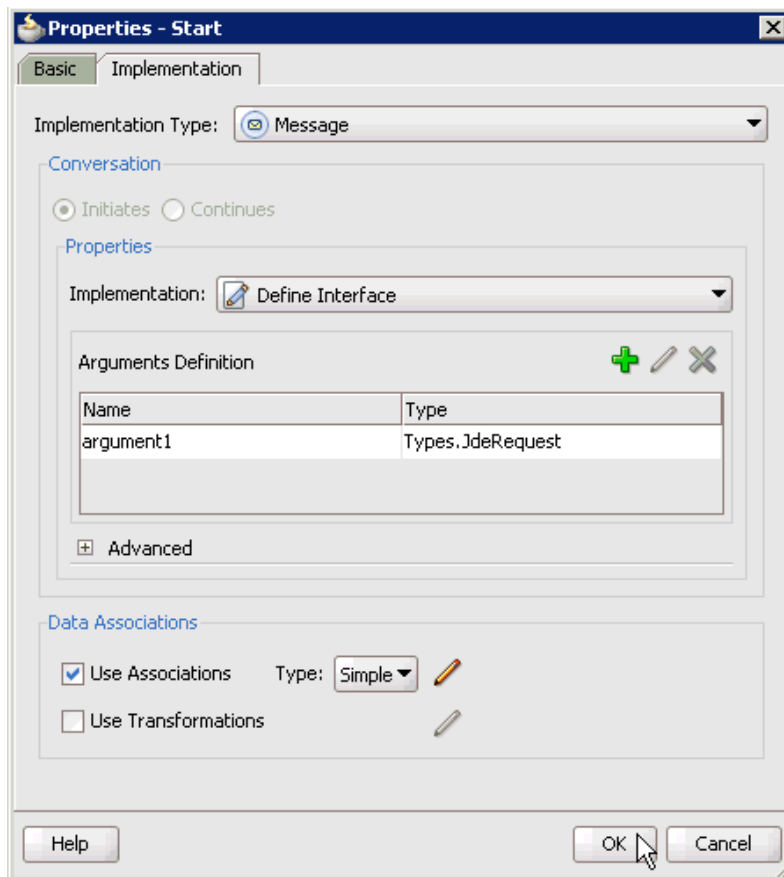 Properties - Start
Basic Implementation
Implementation Type: Message
Conversation
Initiates Continues
Properties
Implementation: Define Interface
Arguments Definition
Name Type
argument1 Types.JdeRequest
Advanced
Data Associations
Use Associations Type: Simple
Use Transformations
Help OK Cancel